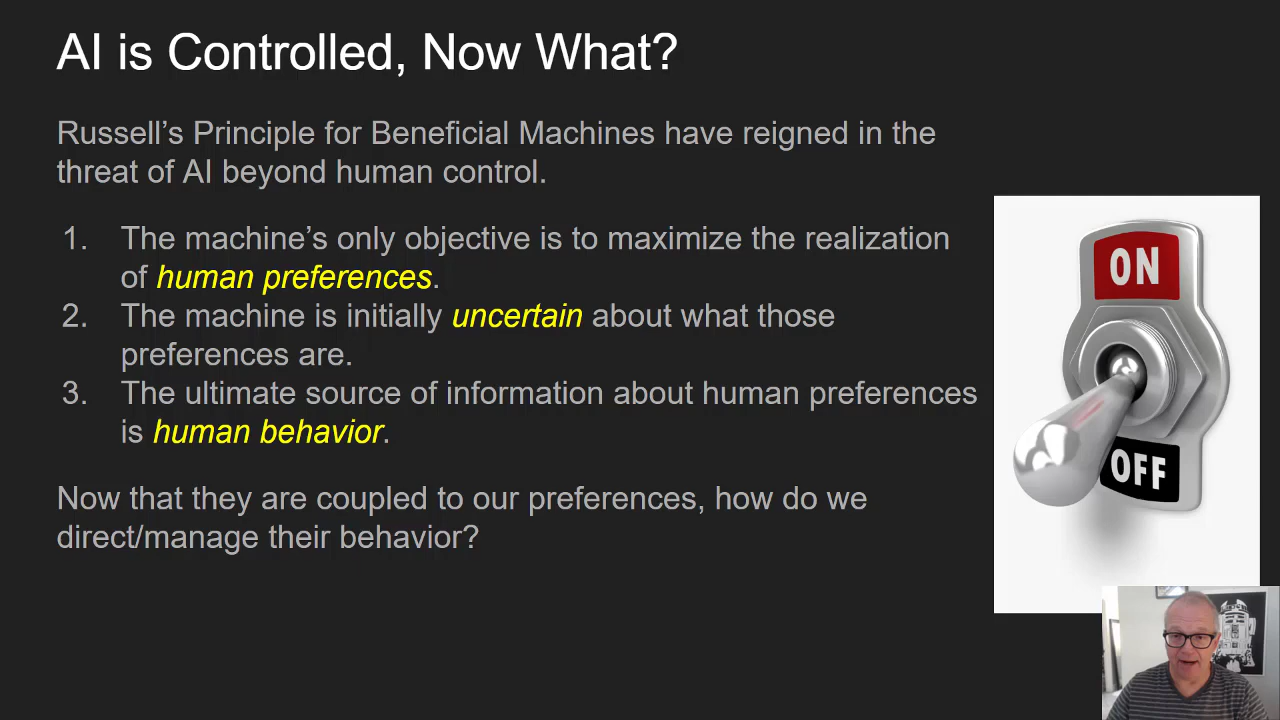 AI is Controlled, Now What?
Russell's Principle for Beneficial Machines have reigned in the
threat of AI beyond human control.
1. The machine's only objective is to maximize the realization
of human preferences.
2. The machine is initially uncertain about what those
preferences are.
3. The ultimate source of information about human preferences
is human behavior.
Now that they are coupled to our preferences, how do we
direct/manage their behavior?
ON
OFF